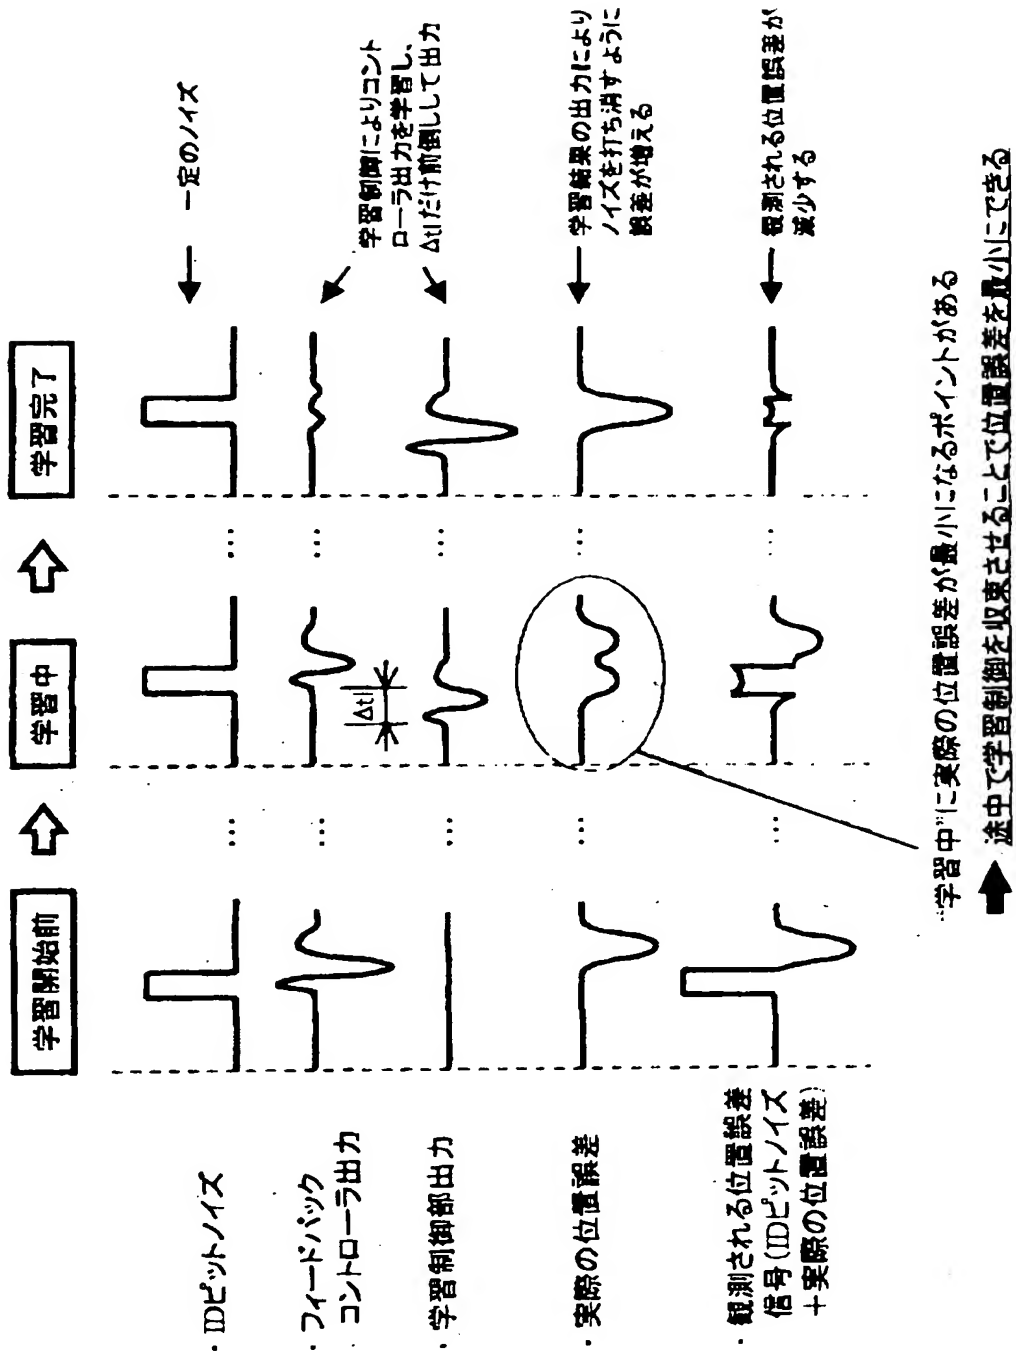 学習開始前
学習中
学習完了
・IDピットノイズ
・フィードバック
コントローラ出力
・学習制御部出力
・実際の位置誤差
・観測される位置誤差
信号(IDピットノイズ
+実際の位置誤差)
Δtl
一定のノイズ
学習制御によりコント
ローラ出力を学習し、
Δtlだけ前倒しして出力
学習結果の出力により
ノイズを打ち消すように
誤差が増える
観測される位置誤差が
減少する
"学習中"に実際の位置誤差が最小になるポイントがある
途中で学習制御を収束させることで位置誤差を最小にできる